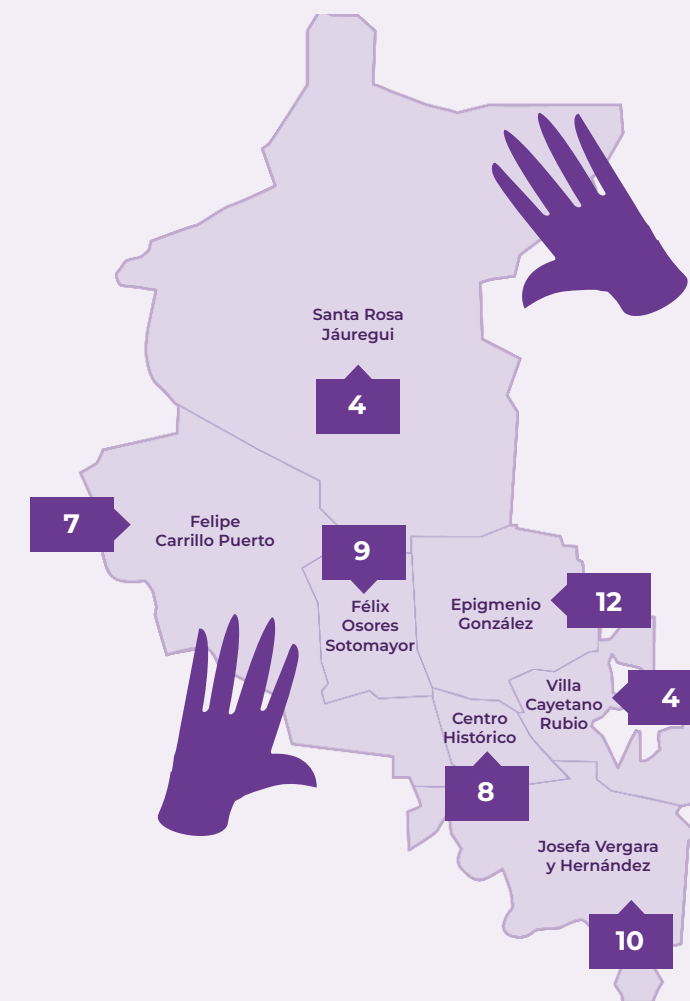 Santa Rosa
Jáuregui
4
7
Felipe
Carrillo Puerto
9
Félix
Osores
Sotomayor
Epigmenio
González
12
Villa
Cayetano
Rubio
4
Centro
Histórico
8
Josefa Vergara
y Hernández
10